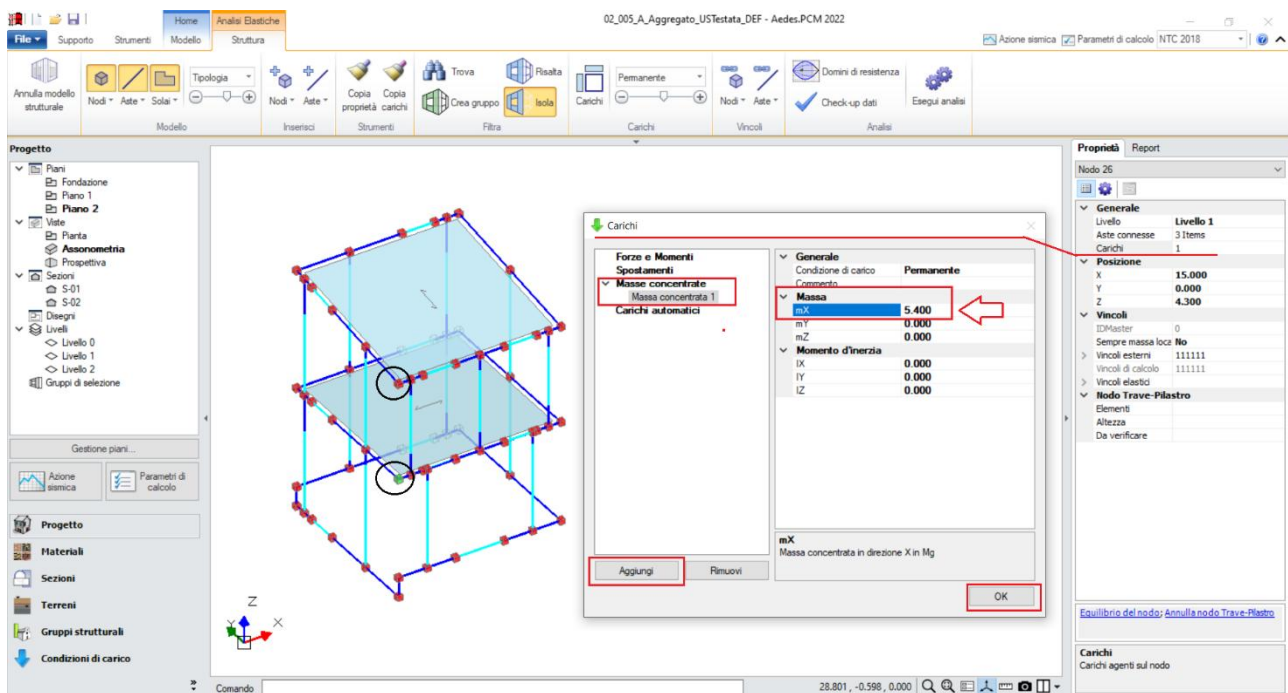 02_005_A_Aggregato_USTestata_DEF - Aedes.PCM 2022
Home
Analisi Elastiche
File
Supporto
Strumenti
Modello
Struttura
Azione sismica
Parametri di calcolo
NTC 2018
Annulla modello
strutturale
Nodi
Aste
Solai
Tipologia
Modello
Nodi
Aste
Inserisci
Copia
proprietà
Copia
carichi
Strumenti
Trova
Risalta
Crea gruppo
Isola
Filtra
Carichi
Permanente
Carichi
Nodi
Aste
Vincoli
Domini di resistenza
Check-up dati
Esegui analisi
Analisi
Progetto
Piani
Fondazione
Piano 1
Piano 2
Viste
Pianta
Assonometria
Prospettiva
Sezioni
S-01
S-02
Disegni
Livelli
Livello 0
Livello 1
Livello 2
Gruppi di selezione
Gestione piani...
Azione
sismica
Parametri di
calcolo
Progetto
Materiali
Sezioni
Terreni
Gruppi strutturali
Condizioni di carico
Z
Y
X
Carichi
Forze e Momenti
Spostamenti
Masse concentrate
Massa concentrata 1
Carichi automatici
Generale
Condizione di carico Permanente
Commento
Massa
mX 5.400
mY 0.000
mZ 0.000
Momento d'inerzia
IX 0.000
IY 0.000
IZ 0.000
mX
Massa concentrata in direzione X in Mg
Aggiungi
Rimuovi
OK
Proprietà
Report
Nodo 26
Generale
Livello Livello 1
Aste connesse 3 Items
Carichi 1
Posizione
X 15.000
Y 0.000
Z 4.300
Vincoli
IDMaster 0
Sempre massa loca No
Vincoli esterni 111111
Vincoli di calcolo 111111
Vincoli elastici
Nodo Trave-Pilastro
Elementi
Altezza
Da verificare
Equilibrio del nodo; Annulla nodo Trave-Pilastro
Carichi
Carichi agenti sul nodo
Comando
28.801 , -0.598 , 0.000